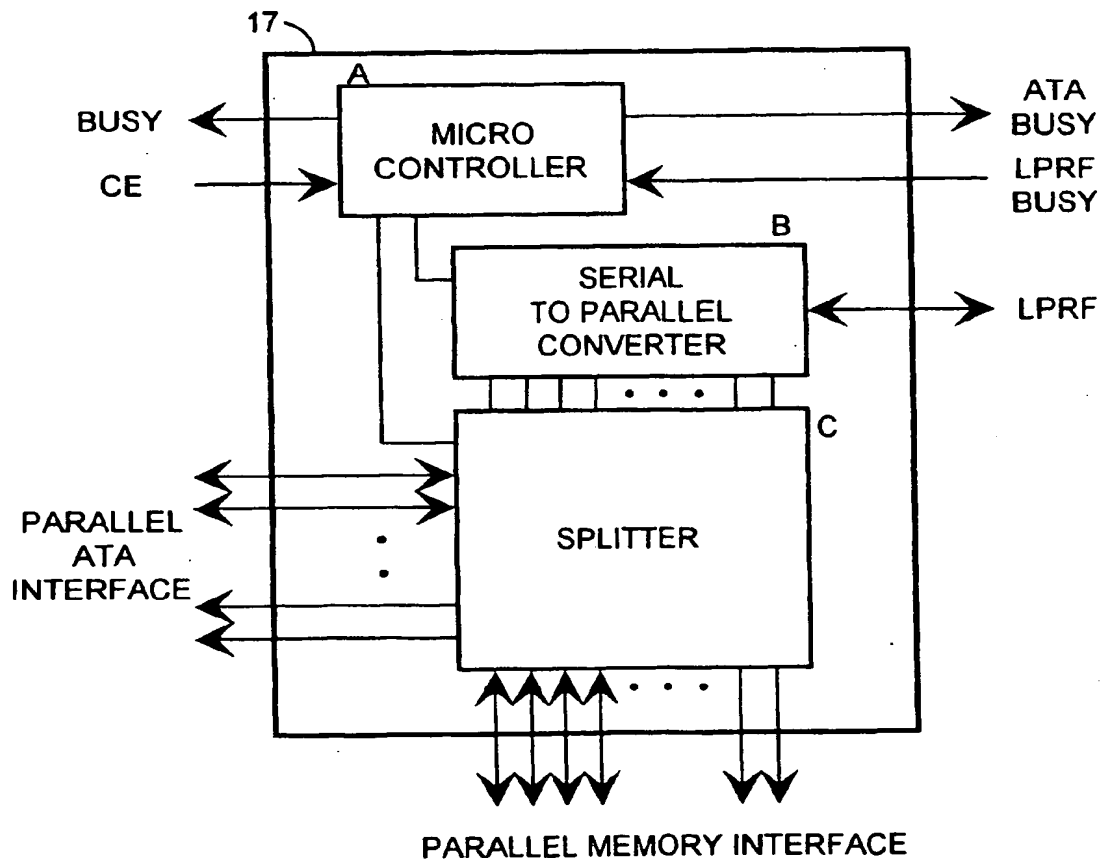 17
A
BUSY
CE
MICRO
CONTROLLER
ATA
BUSY
LPRF
BUSY
B
SERIAL
TO PARALLEL
CONVERTER
LPRF
C
SPLITTER
PARALLEL
ATA
INTERFACE
PARALLEL MEMORY INTERFACE